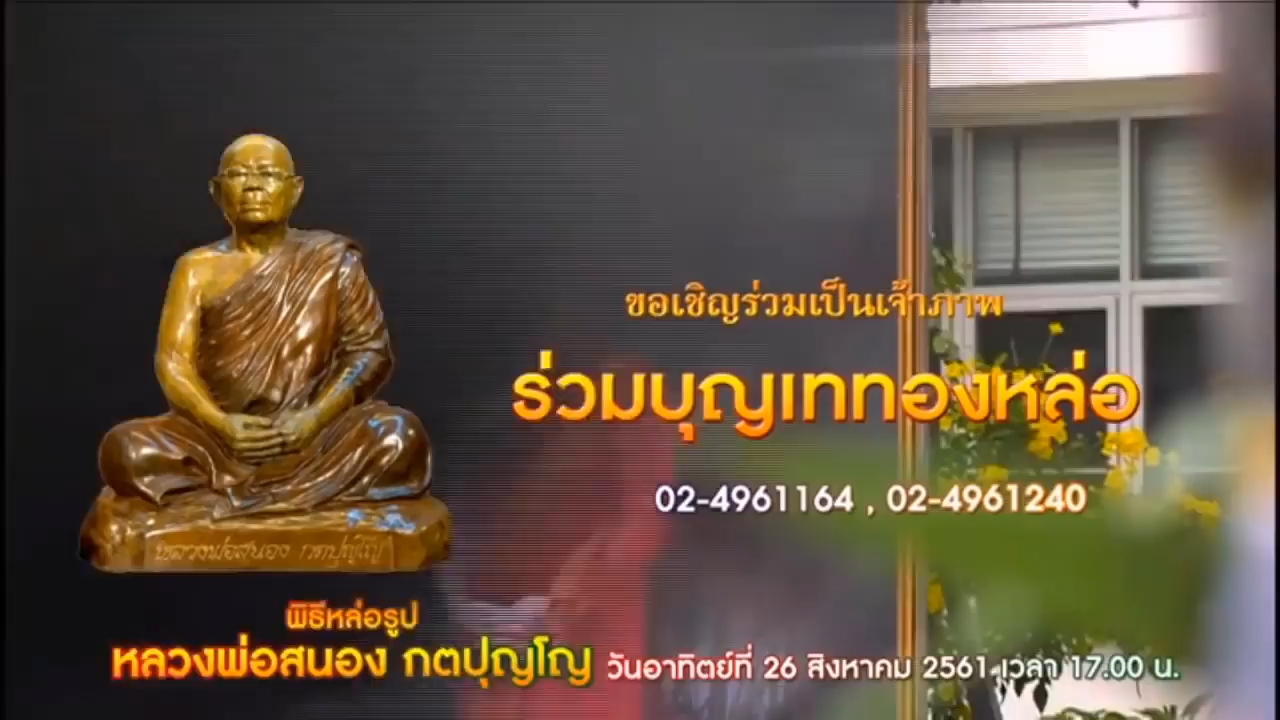 ขอเชิญร่วมเป็นเจ้าภาพ
ร่วมบุญเททองหล่อ
02-4961164 , 02-4961240
หลวงพ่อสนอง กตปุญฺโญ
พิธีหล่อรูป
หลวงพ่อสนอง กตปุญโญ
วันอาทิตย์ที่ 26 สิงหาคม 2561 เวลา 17.00 น.